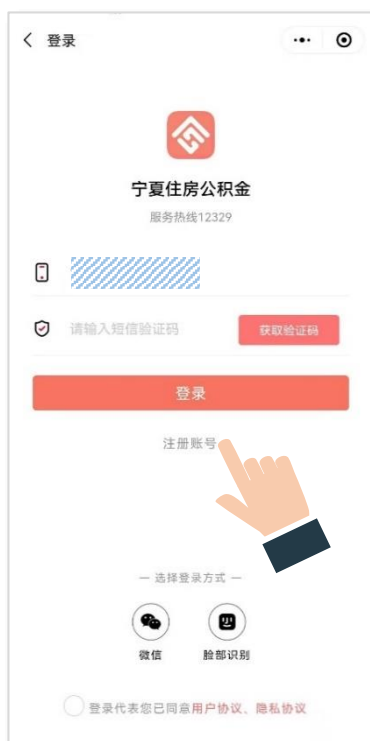 登录
宁夏住房公积金
服务热线12329
请输入短信验证码 获取验证码
登录
注册账号
— 选择登录方式 —
微信 脸部识别
登录代表您已同意用户协议、隐私协议